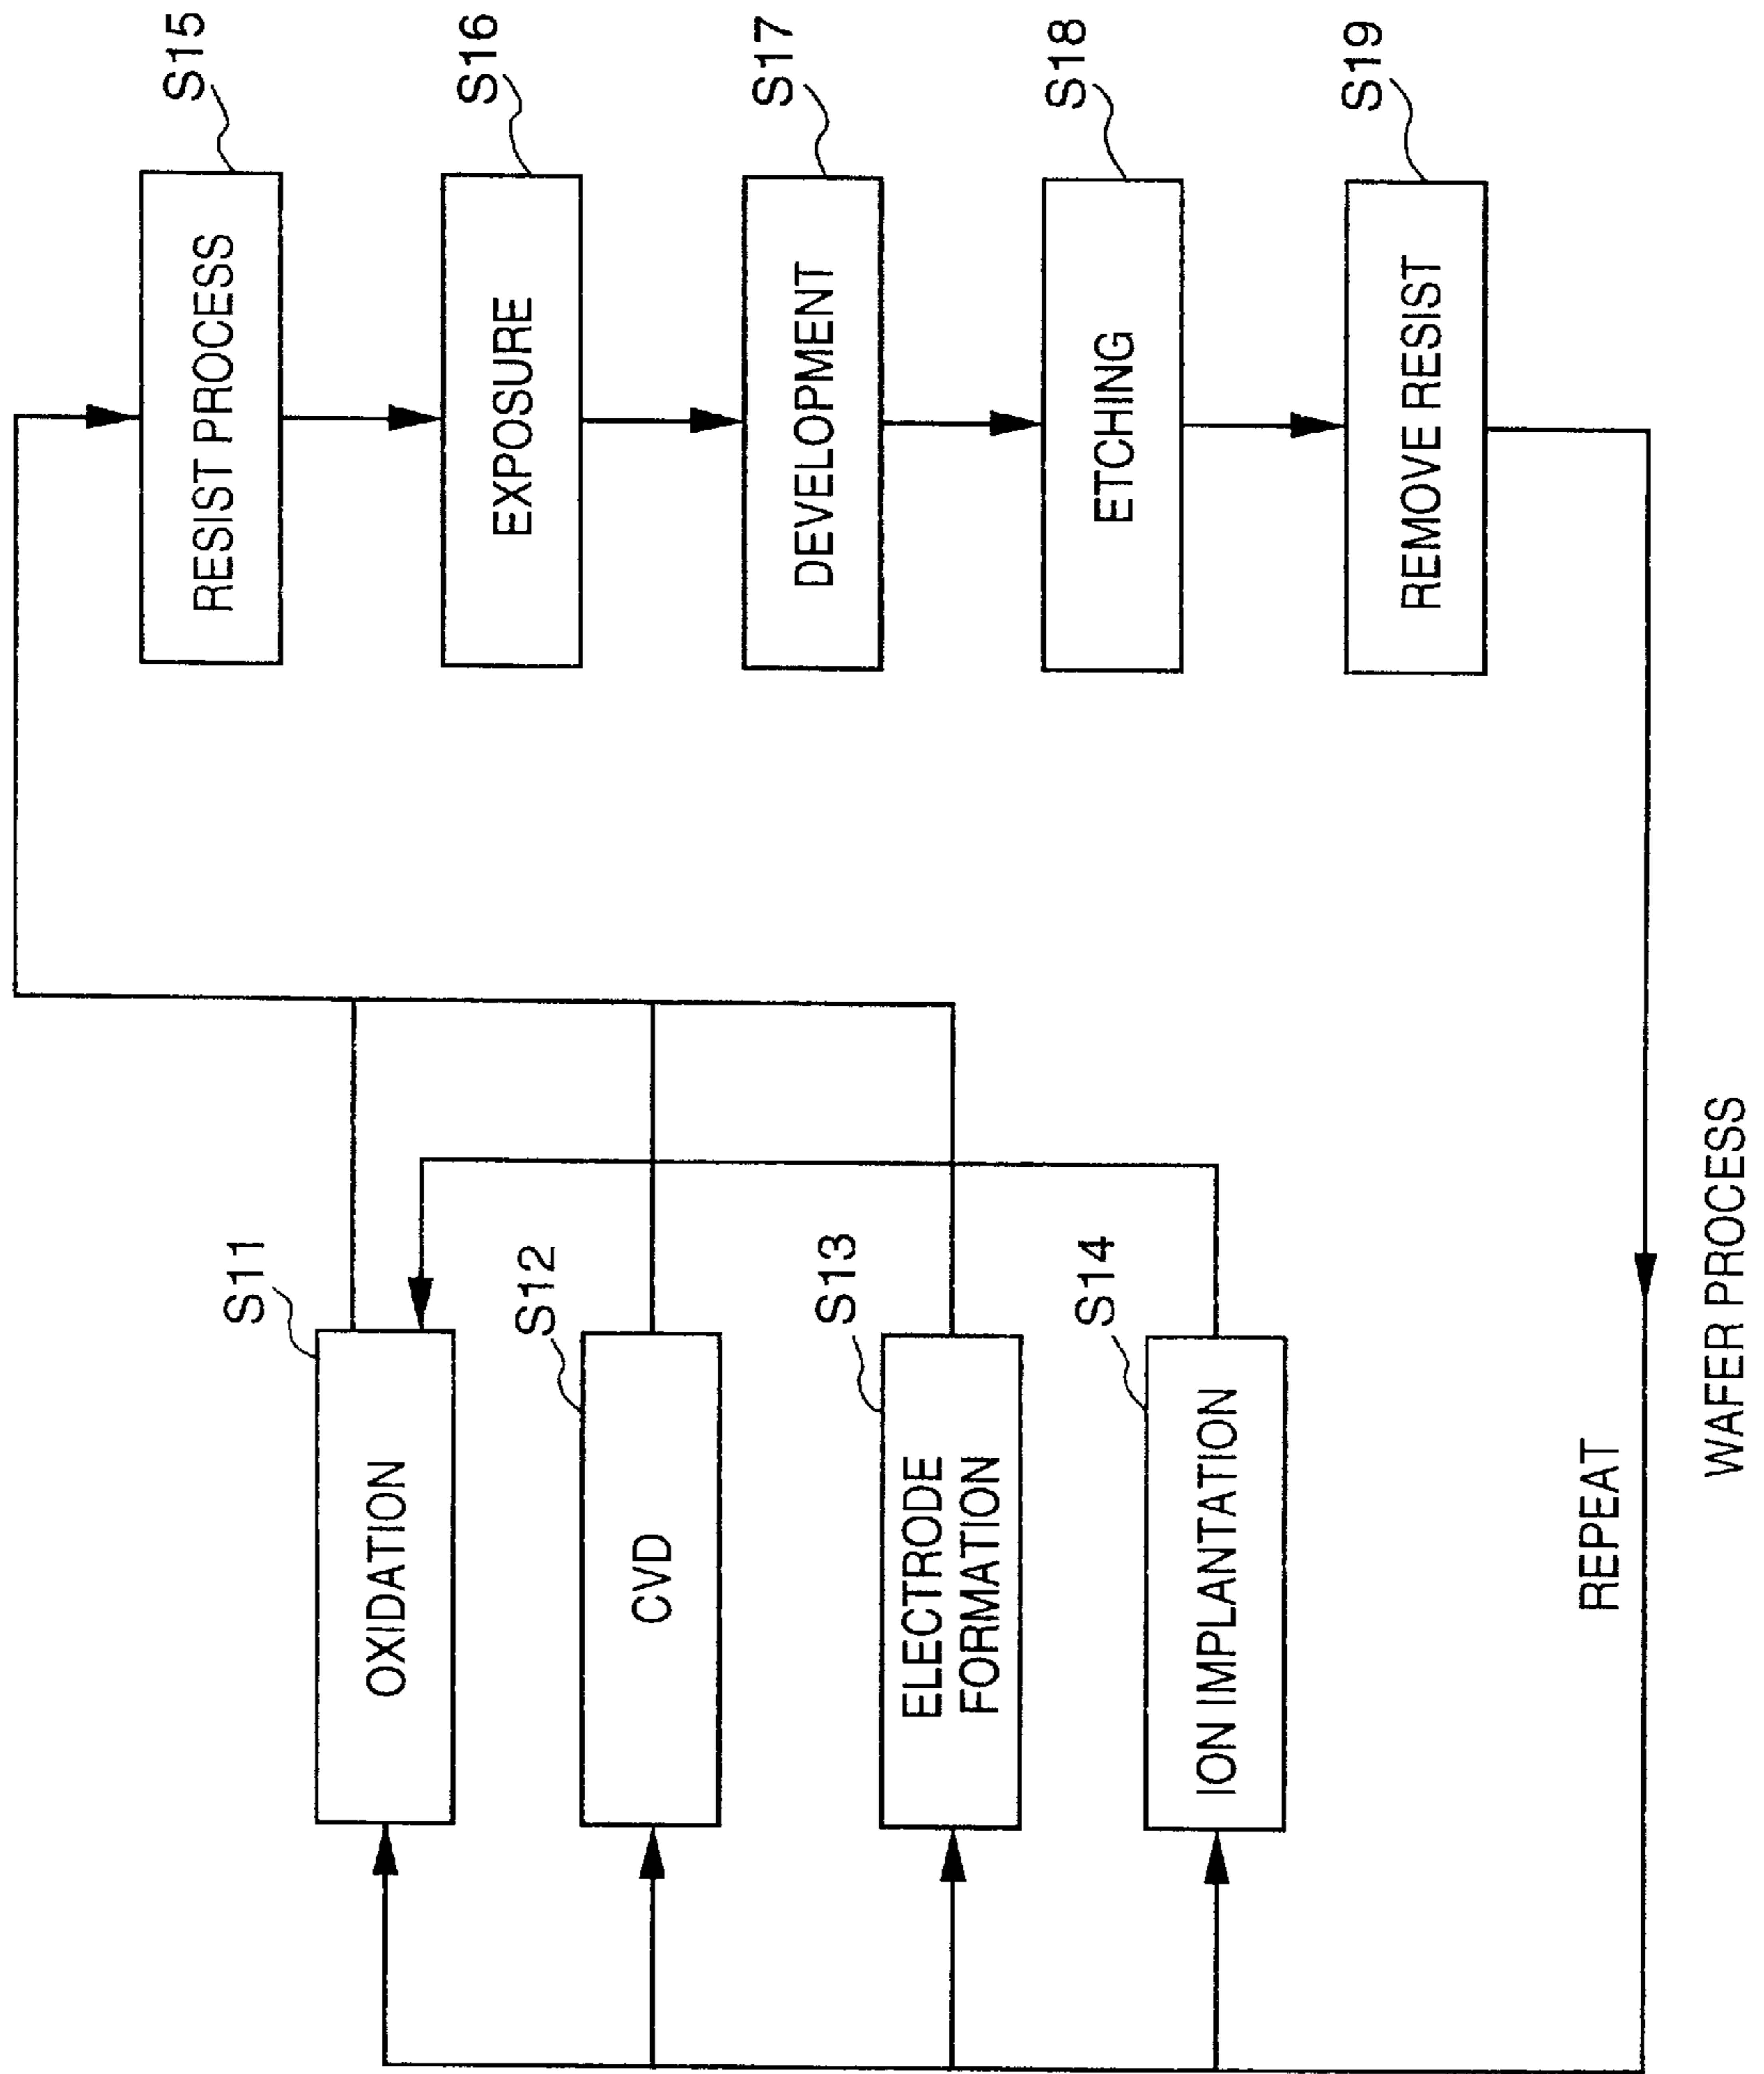 S11
OXIDATION
S12
CVD
S13
ELECTRODE
FORMATION
S14
ION IMPLANTATION
S15
RESIST PROCESS
S16
EXPOSURE
S17
DEVELOPMENT
S18
ETCHING
S19
REMOVE RESIST
REPEAT
WAFER PROCESS